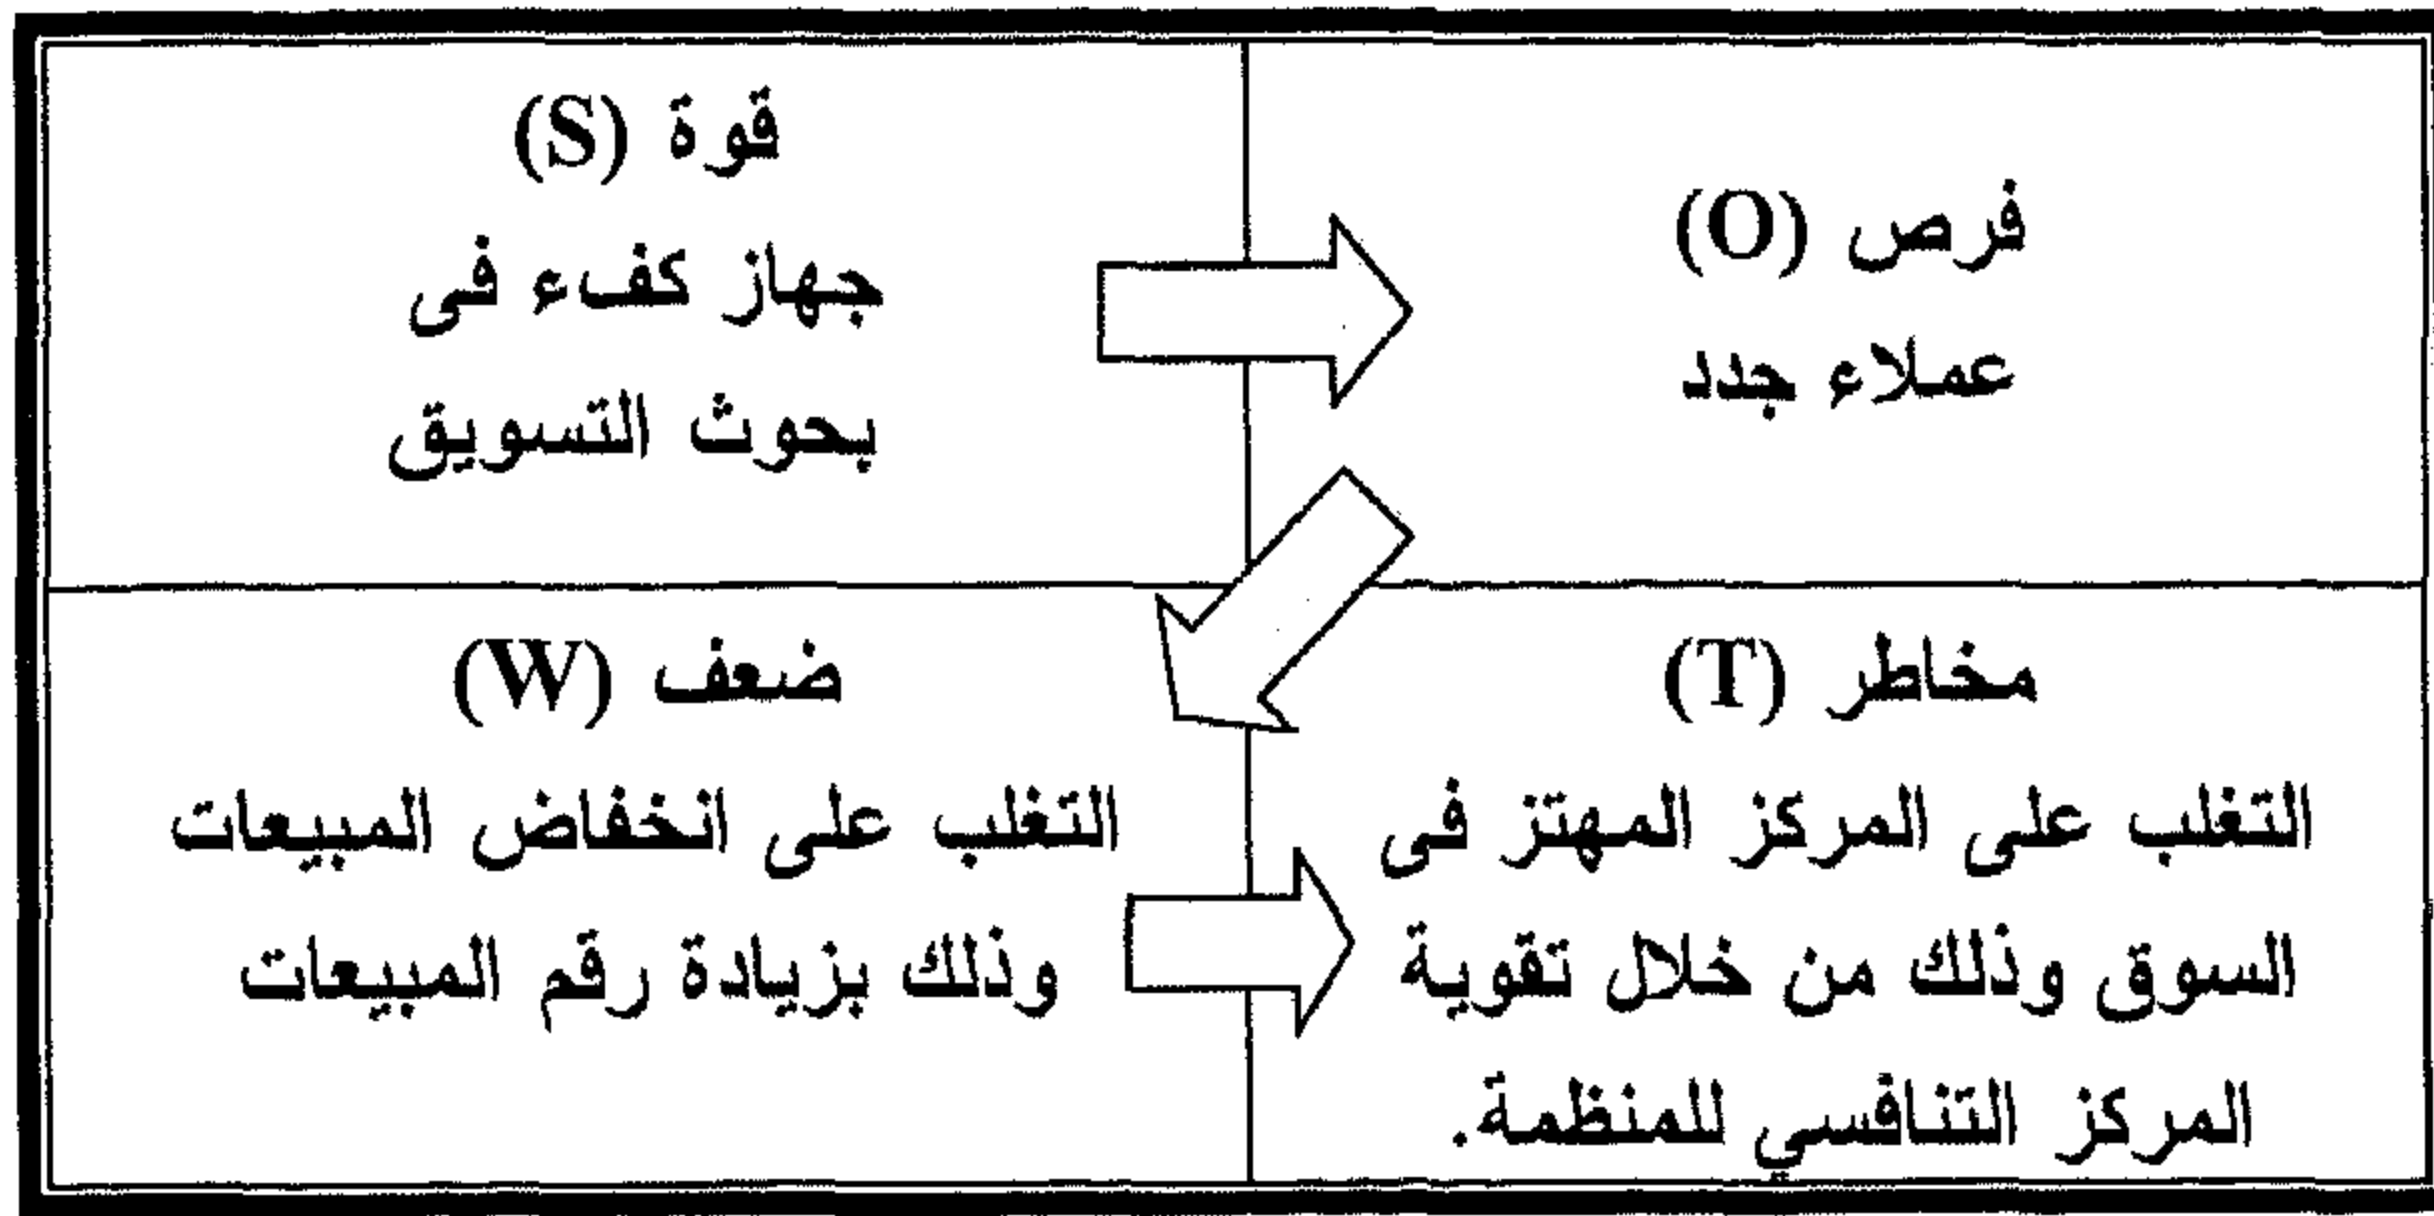 قوة (S)
جهاز كفء فى
بحوث التسويق
فرص (O)
عملاء جدد
ضعف (W)
التغلب على انخفاض المبيعات
وذلك بزيادة رقم المبيعات
مخاطر (T)
التغلب على المركز المهتز فى
السوق وذلك من خلال تقوية
المركز التنافسي للمنظمة.